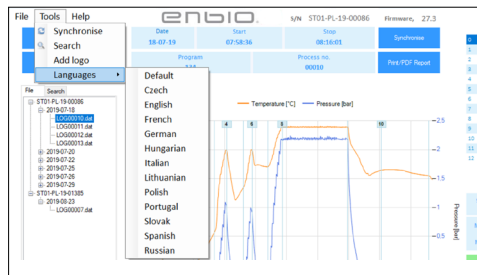 File Tools Help
enbio.
S/N ST01-PL-19-00086 Firmware, 27.3
Synchronise
Search
Add logo
Languages
Default
Czech
English
French
German
Hungarian
Italian
Lithuanian
Polish
Portugal
Slovak
Spanish
Russian
Date
18-07-19
Start
07:58:36
Stop
08:16:01
Synchronise
Program
Process no.
00010
Print/PDF Report
File Search
ST01-PL-19-00086
2019-07-18
LOG00010.dat
LOG00011.dat
LOG00012.dat
LOG00013.dat
2019-07-20
2019-07-22
2019-07-25
2019-07-26
2019-07-29
ST01-PL-19-01385
2019-08-23
LOG00007.dat
Temperature [°C] Pressure [bar]
4 6 8 10
2.5
2
1.5
1
0.5
Pressure [bar]
0
1
2
3
4
5
6
7
8
9
10
11
12